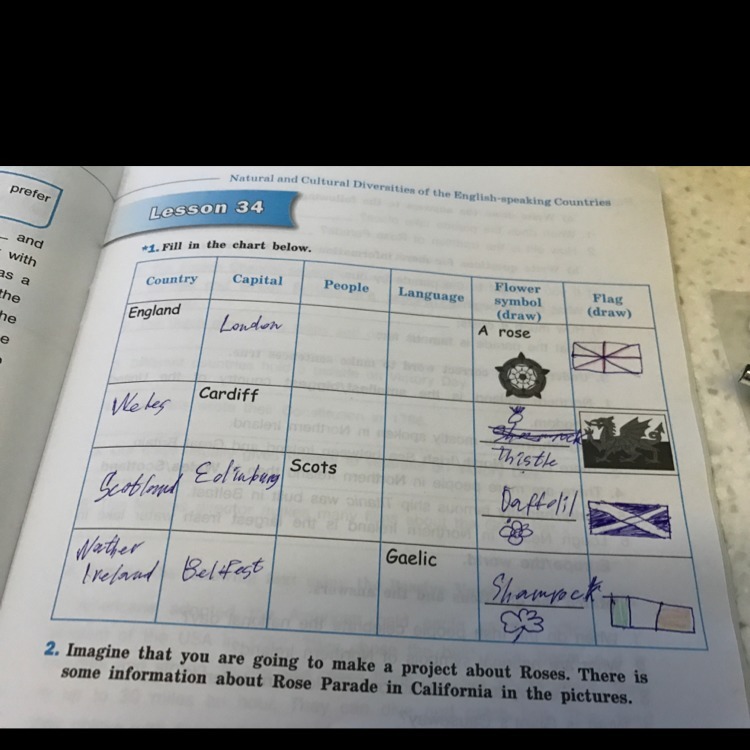 prefer
and
with
as a
the
he
e
Natural and Cultural Diversities of the English-speaking Countries
Lesson 34
*1. Fill in the chart below.
Country Capital People Language Flower symbol (draw) Flag (draw)
England London A rose
Weles Cardiff Thistle
Scotland Edinburg Scots Daffolil
Nather Ireland Belfast Gaelic Shamrock
2. Imagine that you are going to make a project about Roses. There is
some information about Rose Parade in California in the pictures.